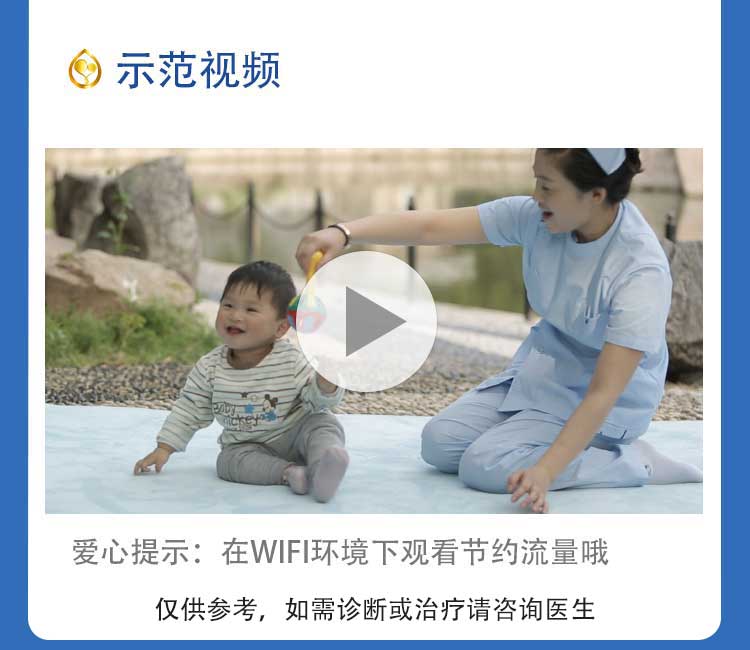 示范视频
爱心提示：在WIFI环境下观看节约流量哦
仅供参考，如需诊断或治疗请咨询医生